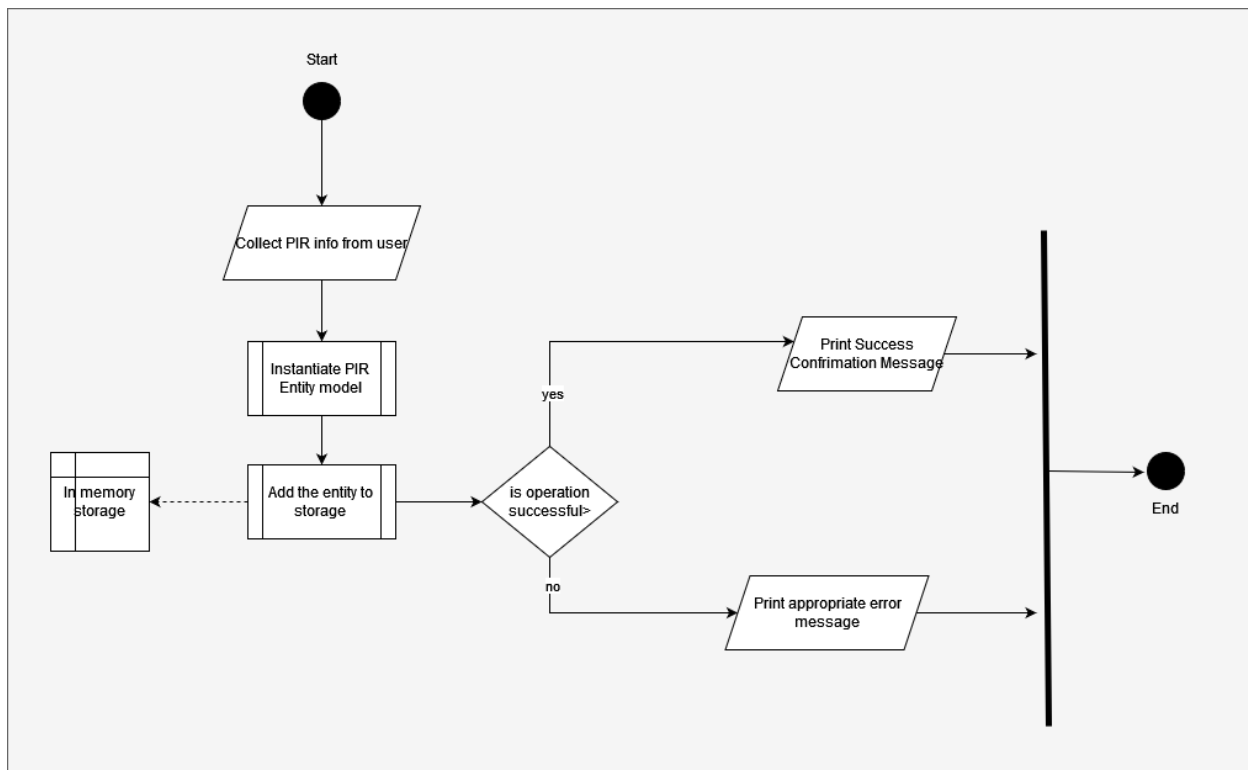 Start
Collect PIR info from user
Instantiate PIR
Entity model
In memory
storage
Add the entity to
storage
is operation
successful>
yes
no
Print Success
Confrimation Message
Print appropriate error
message
End